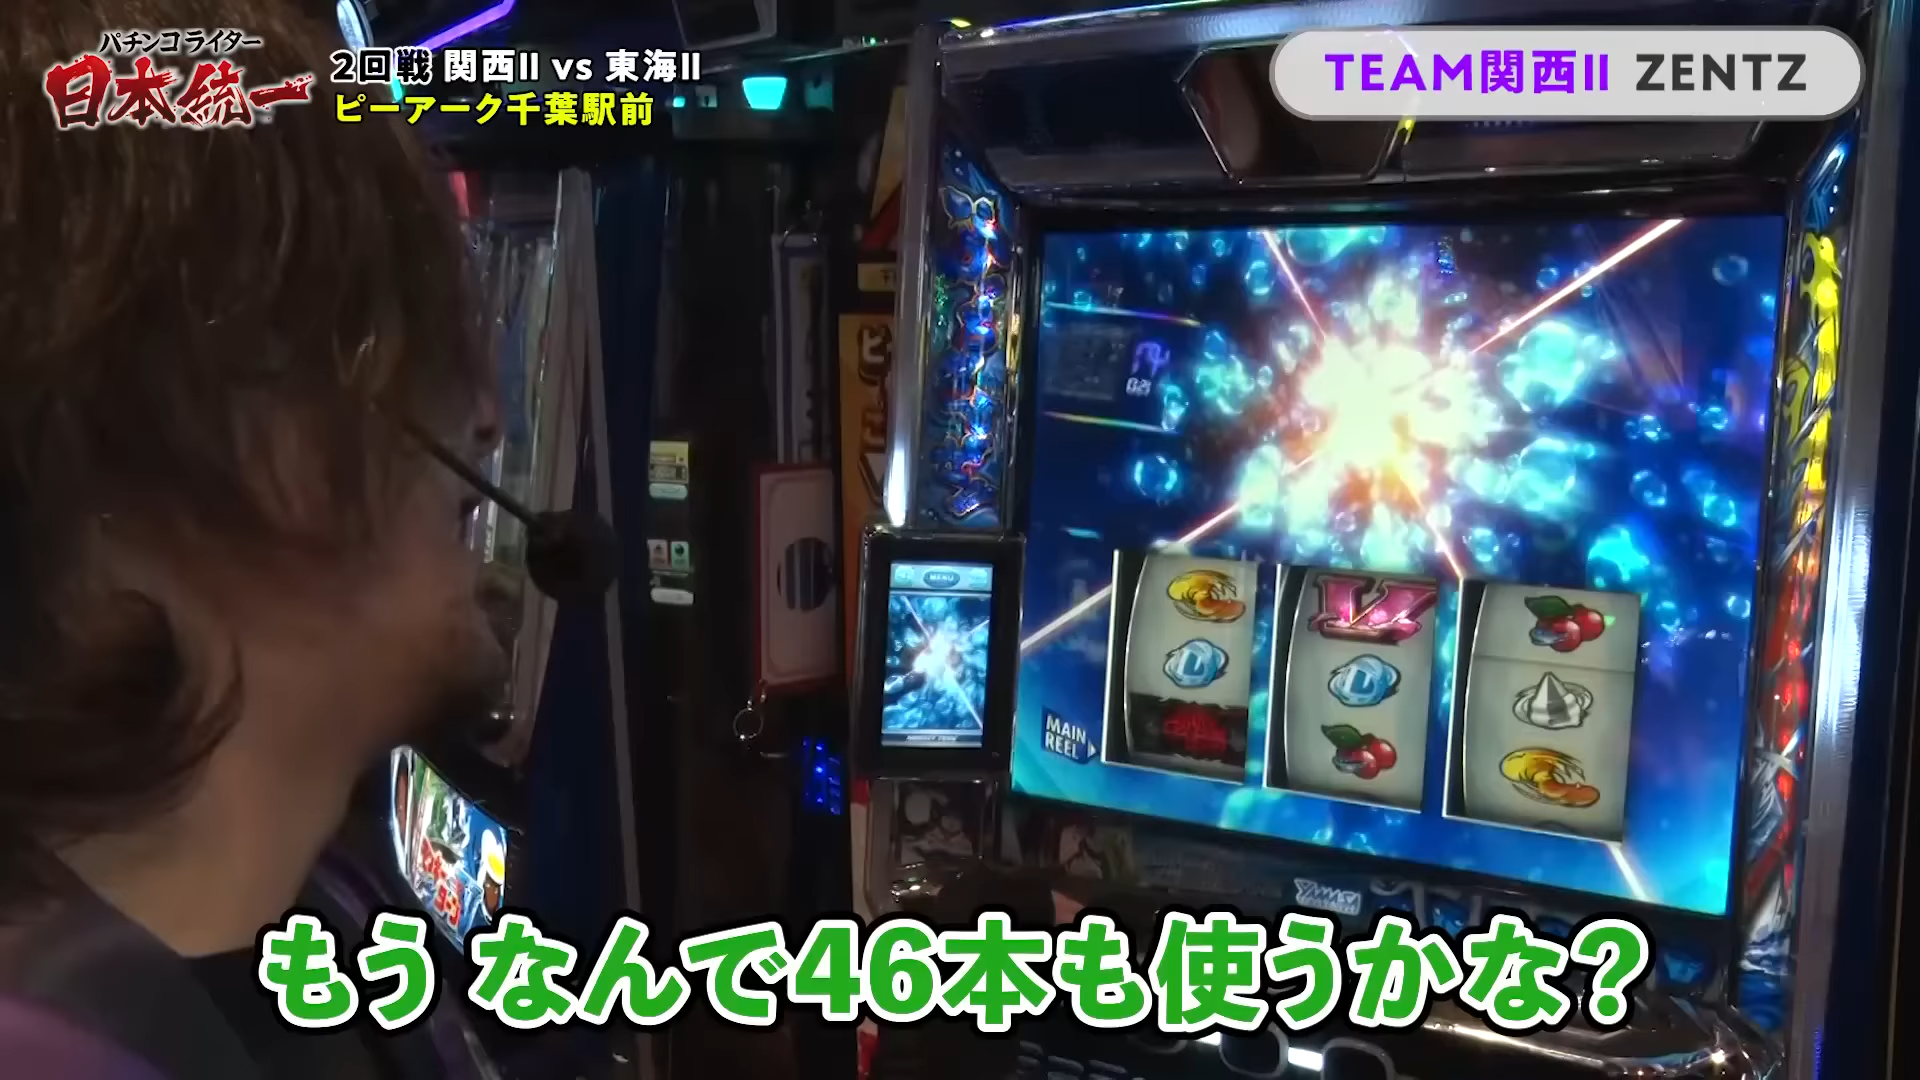 パチンコライター
日本統一
2回戦 関西II vs 東海II
ピーアーク千葉駅前
TEAM関西II ZENTZ
MENU
MAIN
REEL
YAMASA
もう なんで46本も使うかな?